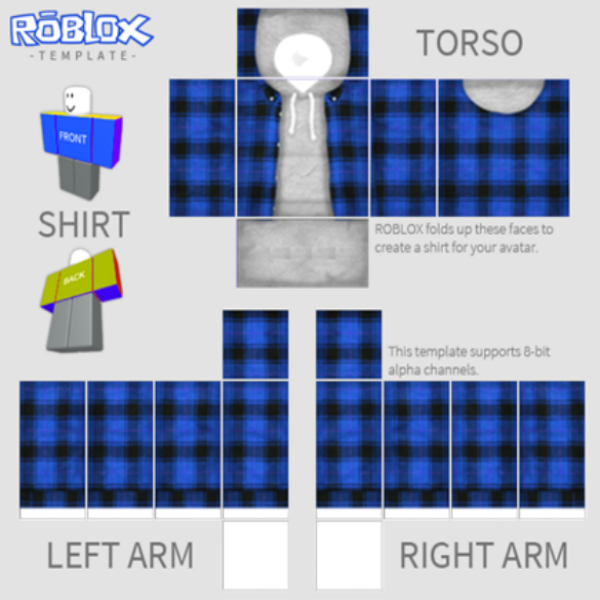 RŌBLOX
-TEMPLATE-
TORSO
FRONT
SHIRT
BACK
ROBLOX folds up these faces to
create a shirt for your avatar.
This template supports 8-bit
alpha channels.
LEFT ARM
RIGHT ARM